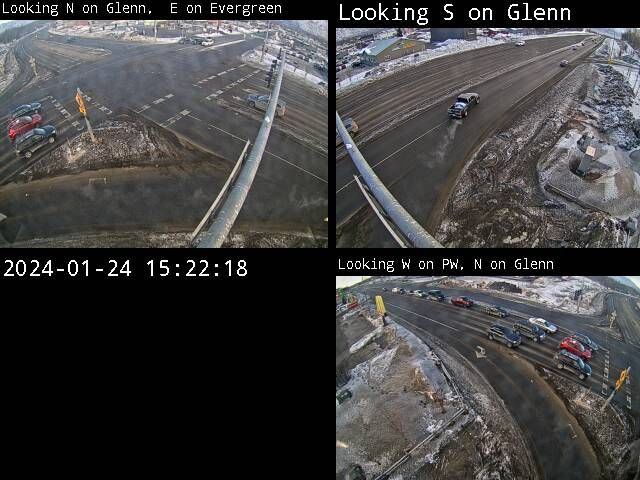 Looking N on Glenn, E on Evergreen
Looking S on Glenn
2024-01-24 15:22:18
Looking W on PW, N on Glenn